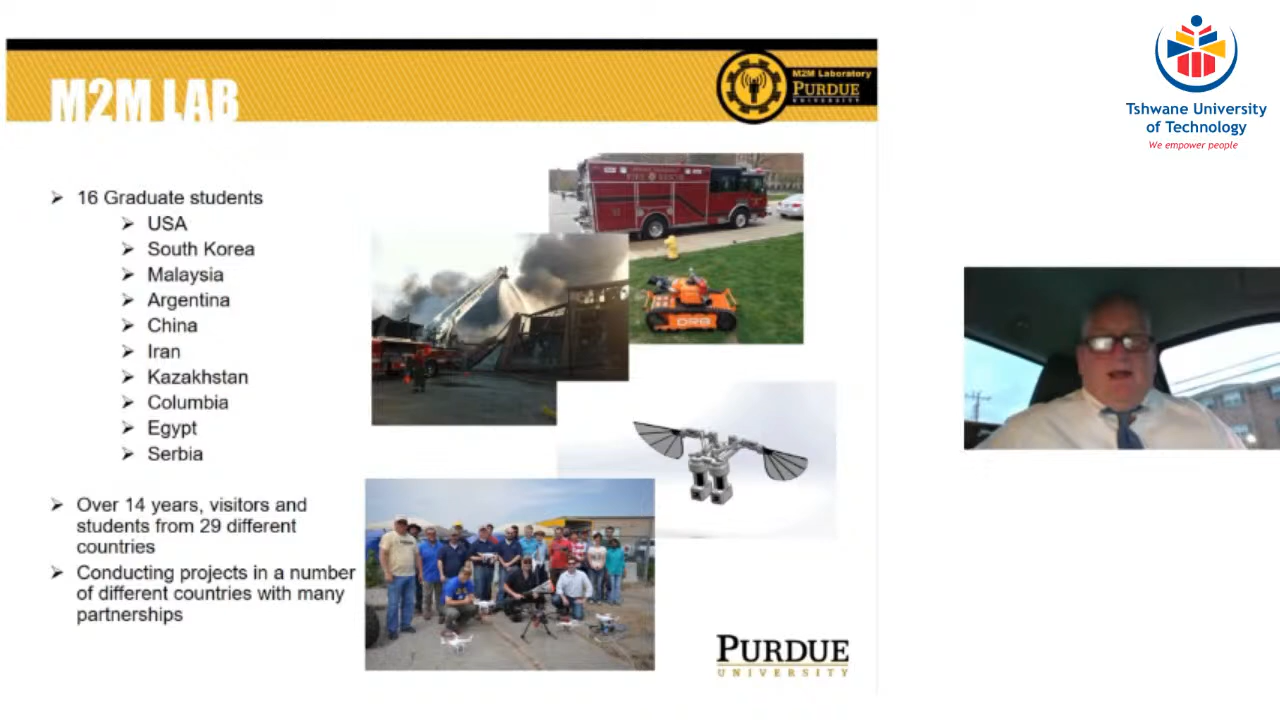 M2M LAB
M2M Laboratory
PURDUE
UNIVERSITY
Tshwane University
of Technology
We empower people
➢ 16 Graduate students
➢ USA
➢ South Korea
➢ Malaysia
➢ Argentina
➢ China
➢ Iran
➢ Kazakhstan
➢ Columbia
➢ Egypt
➢ Serbia
➢ Over 14 years, visitors and
students from 29 different
countries
➢ Conducting projects in a number
of different countries with many
partnerships
DRB
PURDUE
UNIVERSITY